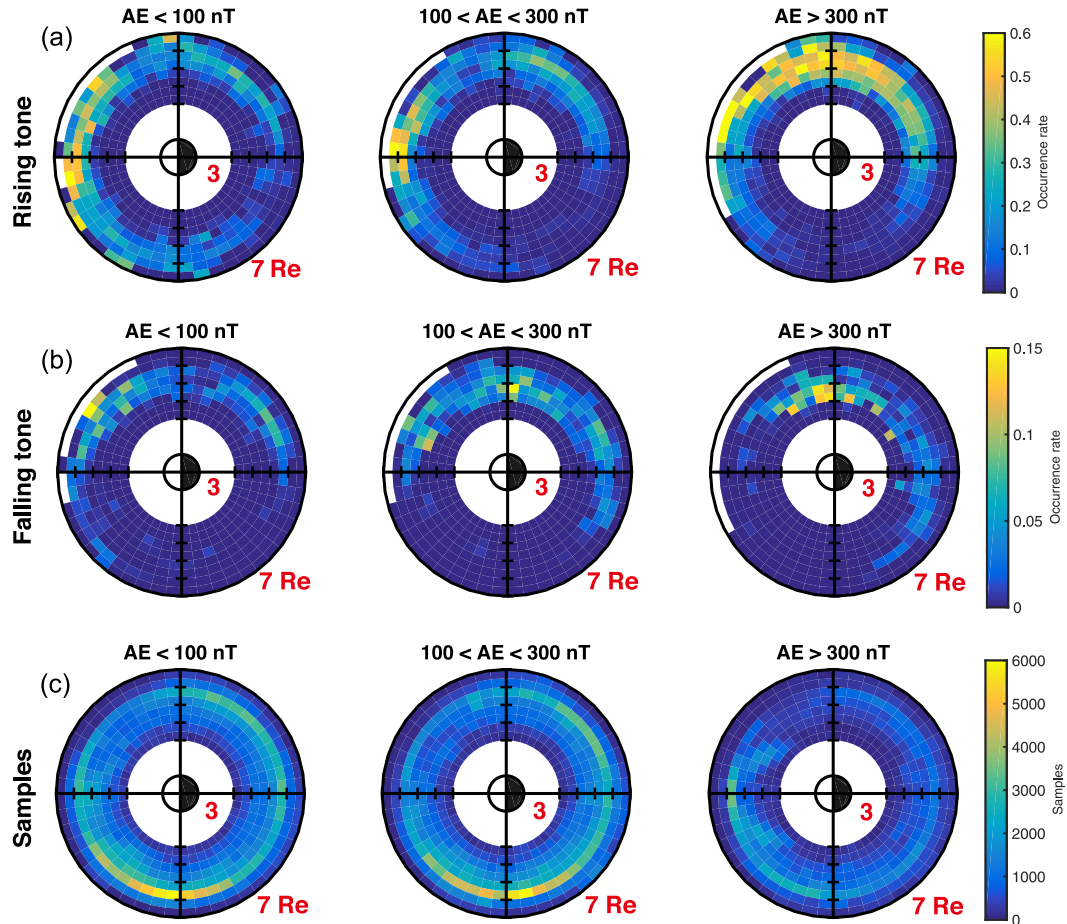 (a)
AE < 100 nT
100 < AE < 300 nT
AE > 300 nT
Rising tone
3
7 Re
3
7 Re
3
7 Re
0.6
0.5
0.4
0.3
0.2
0.1
0
Occurrence rate
(b)
AE < 100 nT
100 < AE < 300 nT
AE > 300 nT
Falling tone
3
7 Re
3
7 Re
3
7 Re
0.15
0.1
0.05
0
Occurrence rate
(c)
AE < 100 nT
100 < AE < 300 nT
AE > 300 nT
Samples
3
7 Re
3
7 Re
3
7 Re
6000
5000
4000
3000
2000
1000
0
Samples